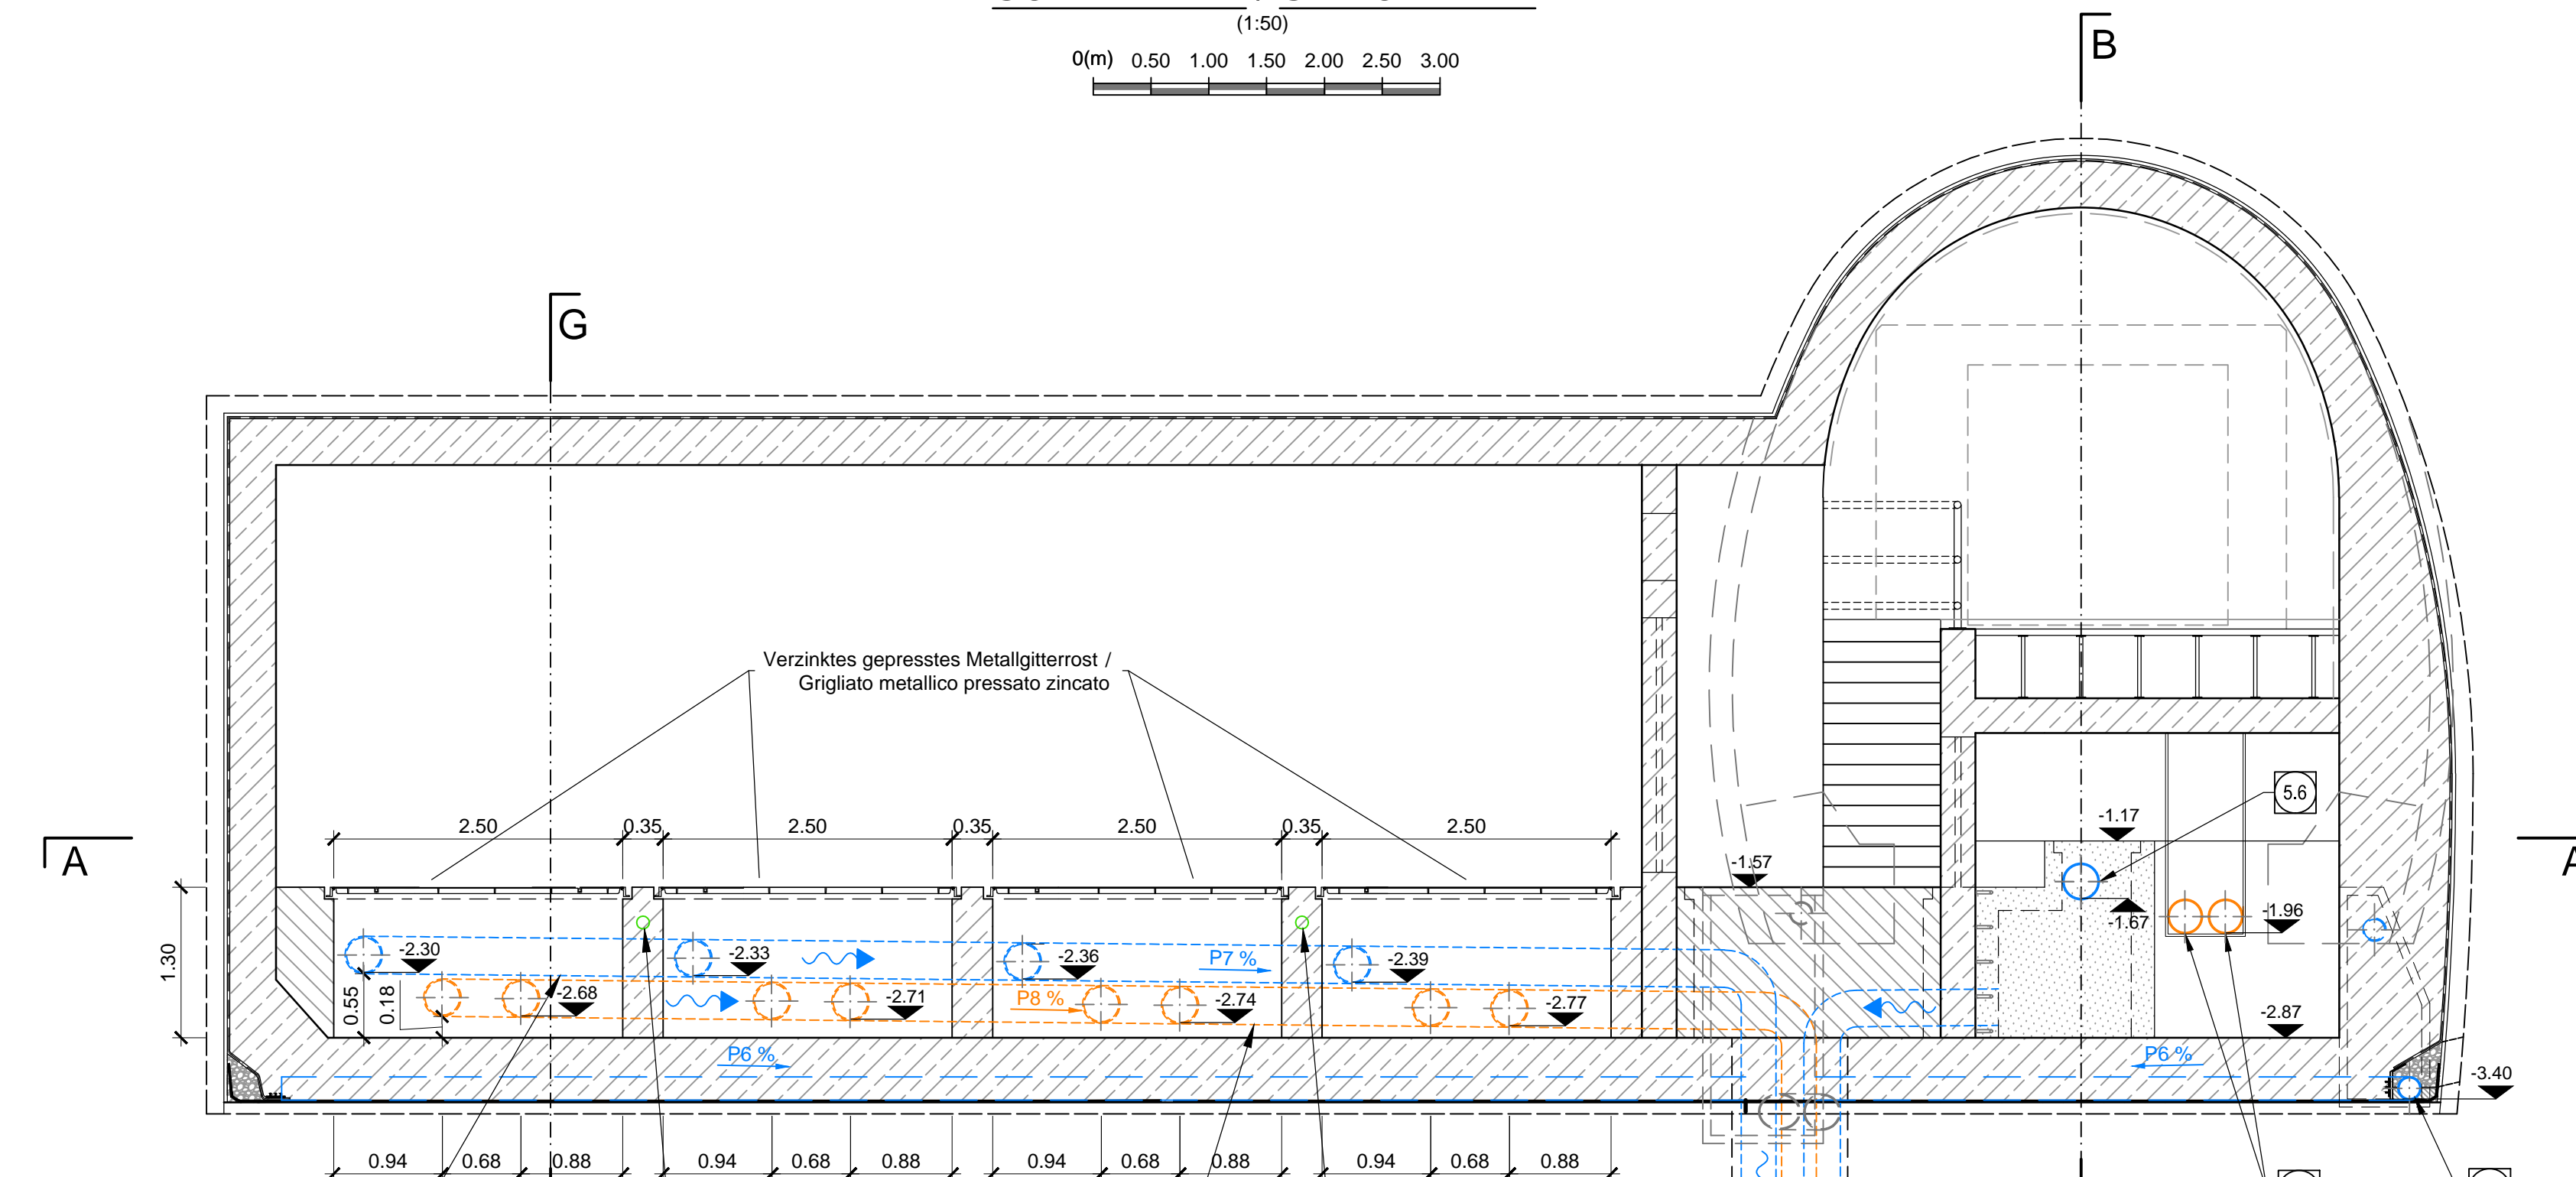 (1:50)
0(m) 0.50 1.00 1.50 2.00 2.50 3.00
B
G
Verzinktes gepresstes Metallgitterrost /
Grigliato metallico pressato zincato
5.6
2.50 0.35 2.50 0.35 2.50 0.35 2.50
-1.17
A
A
-1.57
-1.67
-1.96
1.30
-2.30
-2.33
-2.36
P7 %
-2.39
0.55
0.18
-2.68
-2.71
P8 %
-2.74
-2.77
-2.87
P6 %
P6 %
-3.40
0.94 0.68 0.88 0.94 0.68 0.88 0.94 0.68 0.88 0.94 0.68 0.88